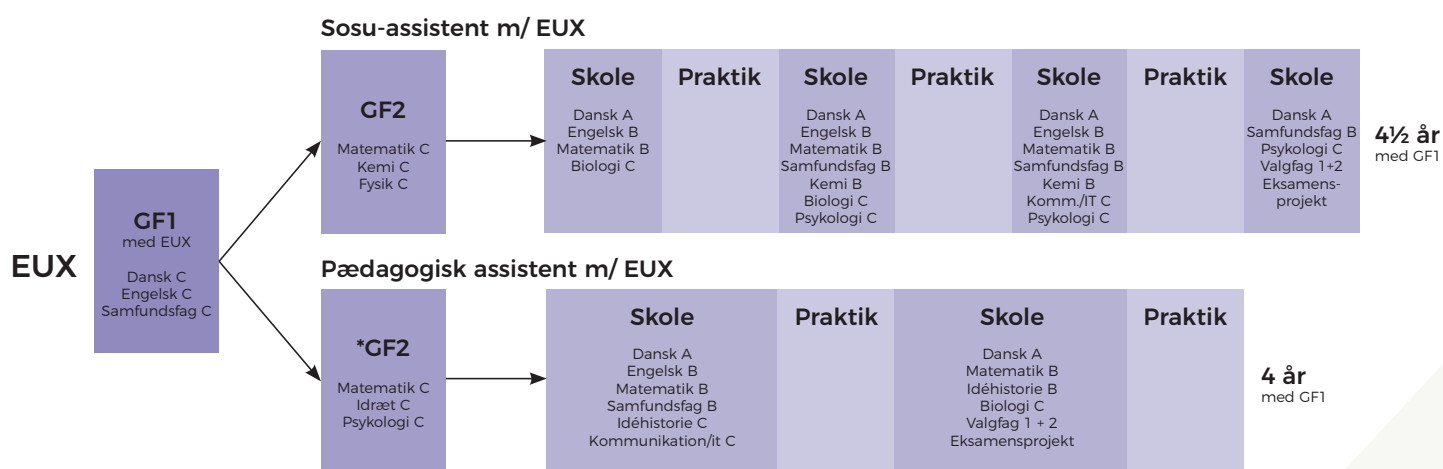 EUX
GF1
med EUX
Dansk C
Engelsk C
Samfundsfag C
Sosu-assistent m/ EUX
GF2
Matematik C
Kemi C
Fysik C
Skole
Dansk A
Engelsk B
Matematik B
Biologi C
Praktik
Skole
Dansk A
Engelsk B
Matematik B
Samfundsfag B
Kemi B
Biologi C
Psykologi C
Praktik
Skole
Dansk A
Engelsk B
Matematik B
Samfundsfag B
Kemi B
Komm./IT C
Psykologi C
Praktik
Skole
Dansk A
Samfundsfag B
Psykologi C
Valgfag 1+2
Eksamens-
projekt
4½ år
med GF1
Pædagogisk assistent m/ EUX
*GF2
Matematik C
Idræt C
Psykologi C
Skole
Dansk A
Engelsk B
Matematik B
Samfundsfag B
Idéhistorie C
Kommunikation/it C
Praktik
Skole
Dansk A
Matematik B
Idéhistorie B
Biologi C
Valgfag 1 + 2
Eksamensprojekt
Praktik
4 år
med GF1